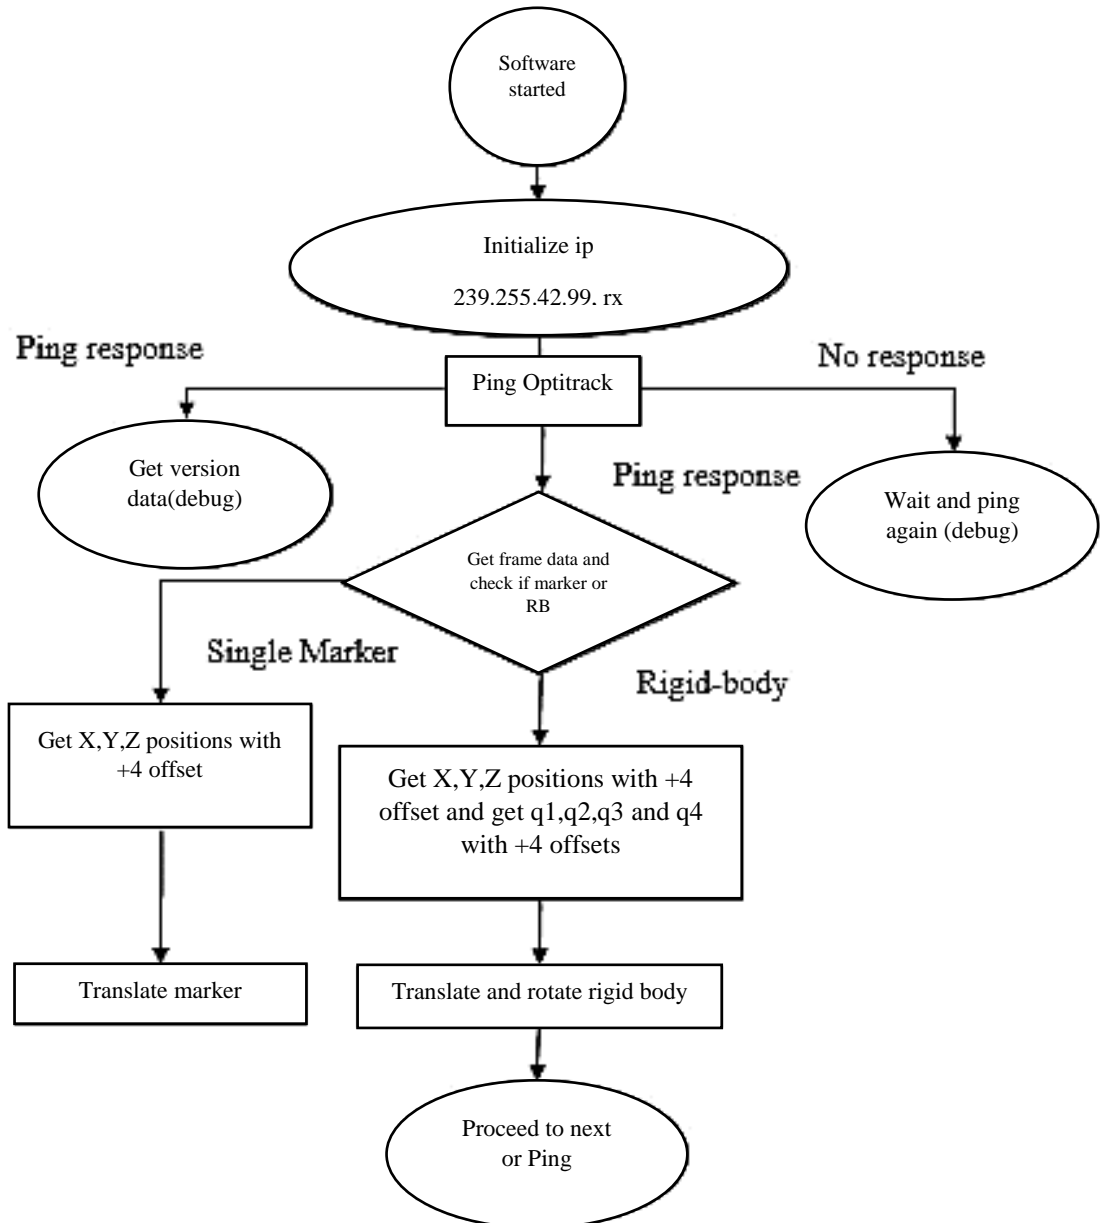 Software
started
Initialize ip
239.255.42.99. rx
Ping response
No response
Ping Optitrack
Get version
data(debug)
Ping response
Wait and ping
again (debug)
Get frame data and
check if marker or
RB
Single Marker
Rigid-body
Get X,Y,Z positions with
+4 offset
Get X,Y,Z positions with +4
offset and get q1,q2,q3 and q4
with +4 offsets
Translate marker
Translate and rotate rigid body
Proceed to next
or Ping